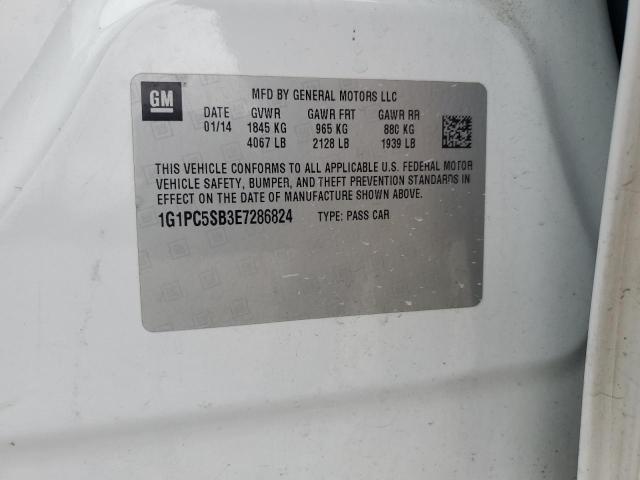 GM
MFD BY GENERAL MOTORS LLC
DATE GVWR GAWR FRT GAWR RR
01/14 1845 KG 965 KG 880 KG
4067 LB 2128 LB 1939 LB
THIS VEHICLE CONFORMS TO ALL APPLICABLE U.S. FEDERAL MOTOR
VEHICLE SAFETY, BUMPER, AND THEFT PREVENTION STANDARDS IN
EFFECT ON THE DATE OF MANUFACTURE SHOWN ABOVE.
1G1PC5SB3E7286824 TYPE: PASS CAR